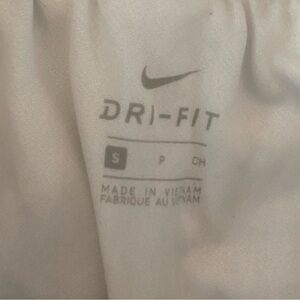 DRI-FIT
S P CH
MADE IN VIETNAM
FABRIQUE AU VIETNAM